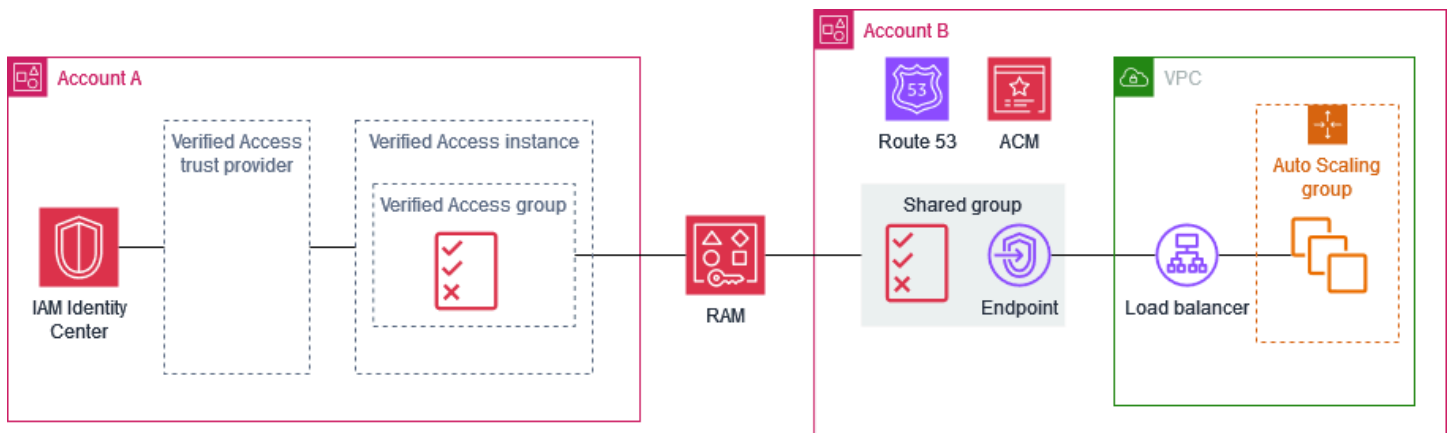 Account A
Verified Access
trust provider
Verified Access instance
Verified Access group
IAM Identity
Center
RAM
Account B
53
Route 53
ACM
Shared group
Endpoint
VPC
Auto Scaling
group
Load balancer